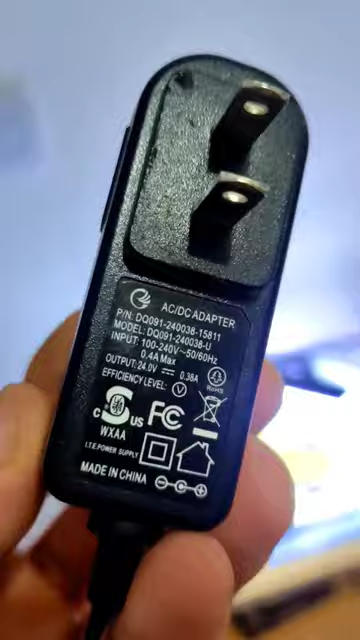 AC/DC ADAPTER
P/N: DQ091-240038-15811
MODEL: DQ091-240038-U
INPUT: 100-240V~50/60Hz
0.4A Max
OUTPUT: 24.0V ⎓ 0.38A
EFFICIENCY LEVEL: V
RoHS
c S US
FC
WXAA
I.T.E. POWER SUPPLY
MADE IN CHINA